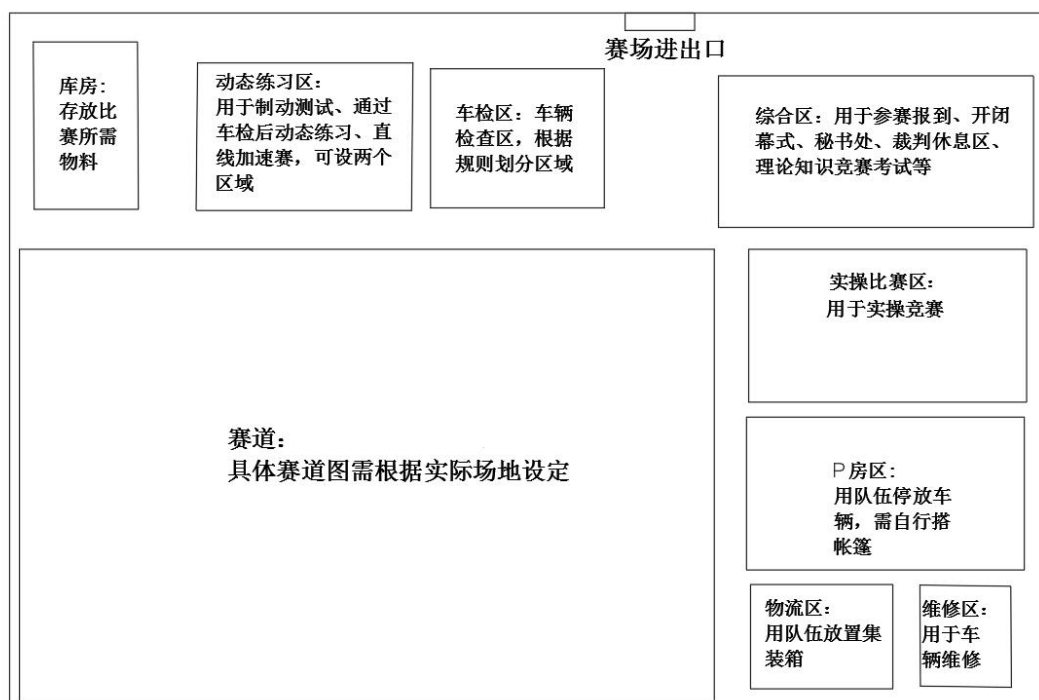 赛场进出口
库房：
存放比
赛所需
物料
动态练习区：
用于制动测试、通过
车检后动态练习、直
线加速赛，可设两个
区域
车检区：车辆
检查区，根据
规则划分区域
综合区：用于参赛报到、开闭
幕式、秘书处、裁判休息区、
理论知识竞赛考试等
实操比赛区：
用于实操竞赛
赛道：
具体赛道图需根据实际场地设定
P房区：
用队伍停放车
辆，需自行搭
帐篷
物流区：
用队伍放置集
装箱
维修区：
用于车
辆维修